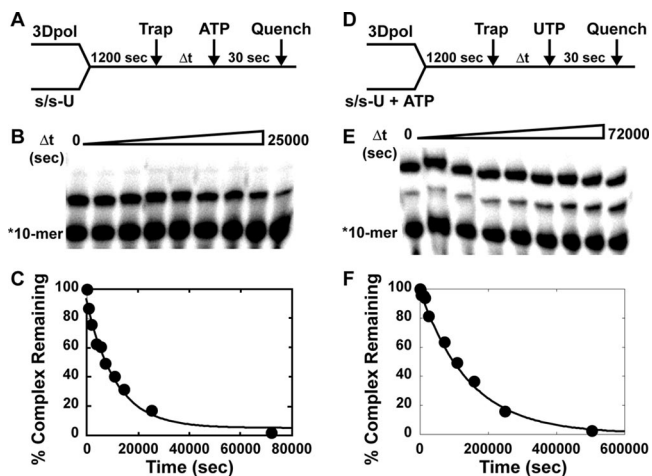 A
3Dpol
Trap ATP Quench
1200 sec Δt 30 sec
s/s-U
B
Δt 0 25000
(sec)
*10-mer
C
% Complex Remaining
100
80
60
40
20
0
0 20000 40000 60000 80000
Time (sec)
D
3Dpol
Trap UTP Quench
1200 sec Δt 30 sec
s/s-U + ATP
E
Δt 0 72000
(sec)
*10-mer
F
% Complex Remaining
100
80
60
40
20
0
0 200000 400000 600000
Time (sec)